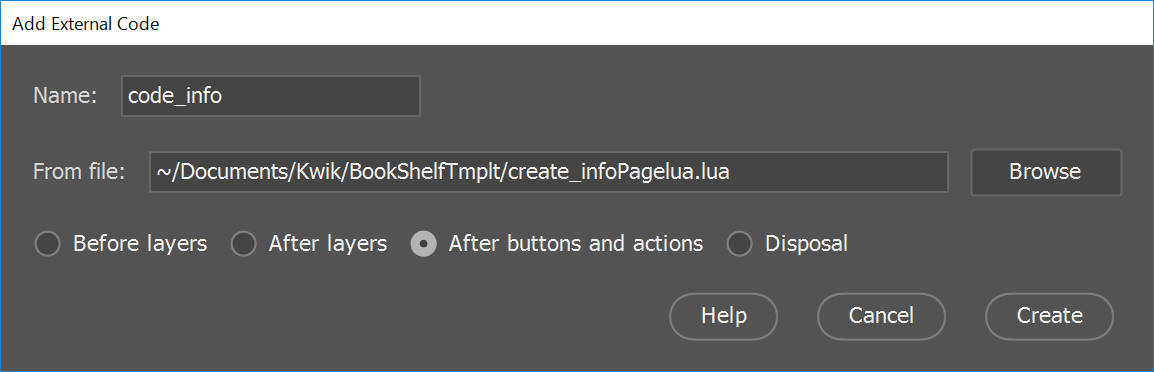 Add External Code
Name: code_info
From file: ~/Documents/Kwik/BookShelfTmplt/create_infoPagelua.lua Browse
Before layers After layers After buttons and actions Disposal
Help Cancel Create